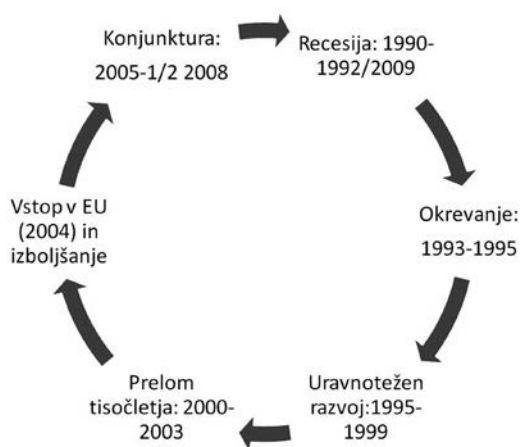 Konjunktura:
2005-1/2 2008
Recesija: 1990-
1992/2009
Okrevanje:
1993-1995
Uravnotežen
razvoj:1995-
1999
Prelom
tisočletja: 2000-
2003
Vstop v EU
(2004) in
izboljšanje